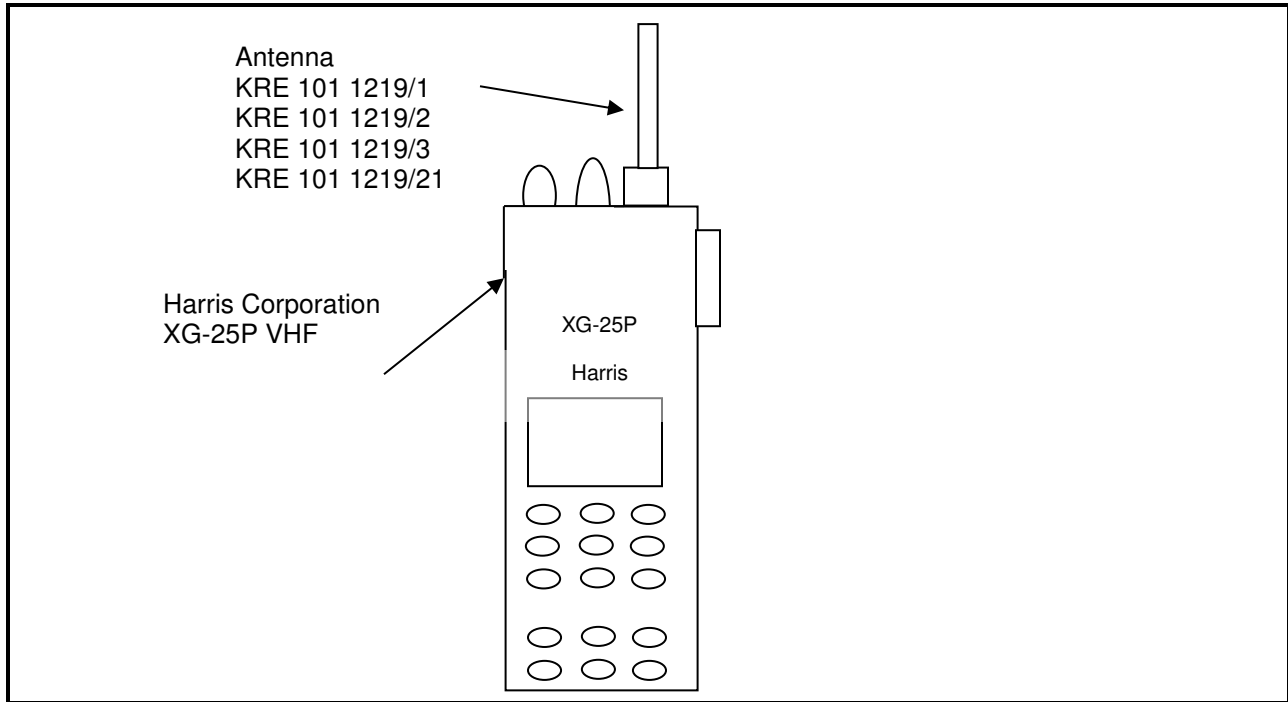 Antenna
KRE 101 1219/1
KRE 101 1219/2
KRE 101 1219/3
KRE 101 1219/21
Harris Corporation
XG-25P VHF
XG-25P
Harris